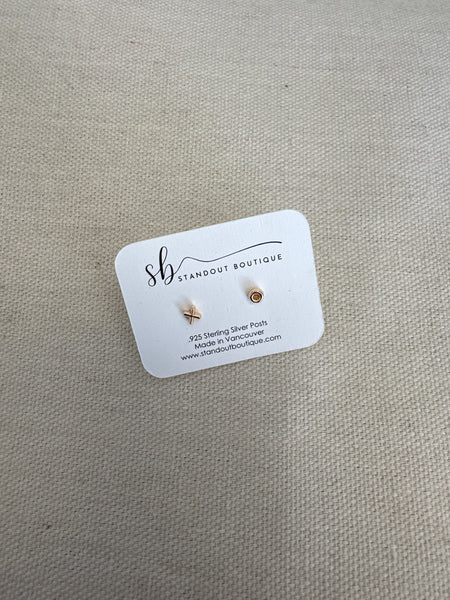 sb
STANDOUT BOUTIQUE
.925 Sterling Silver Posts
Made in Vancouver
www.standoutboutique.com